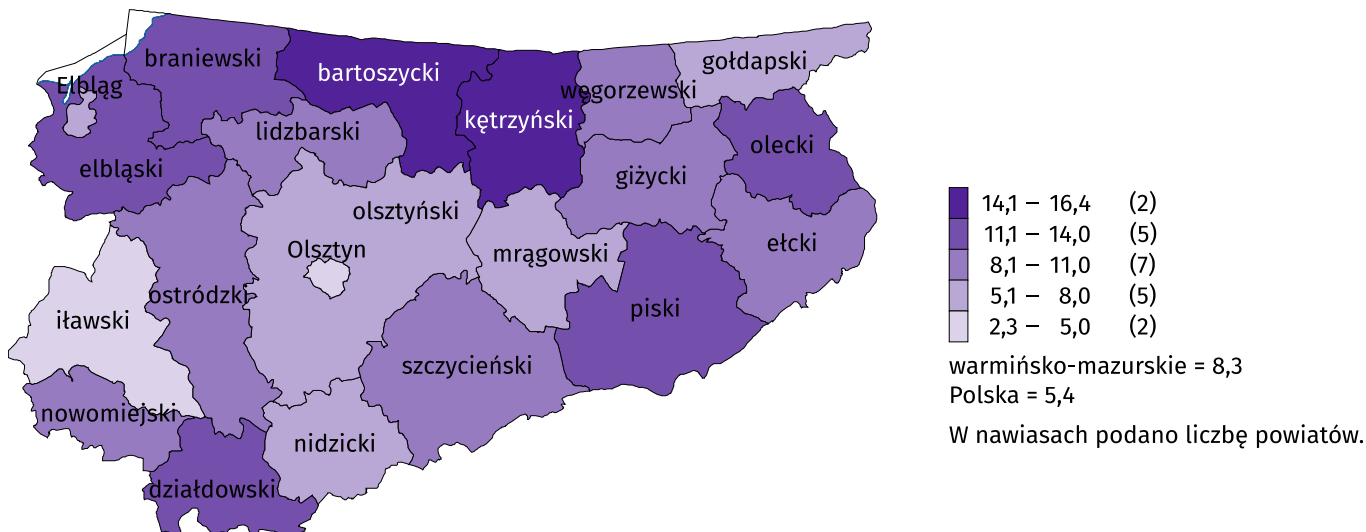 braniewski
bartoszycki
gołdapski
Elbląg
węgorzewski
kętrzyński
lidzbarski
olecki
elbląski
giżycki
olsztyński
ełcki
Olsztyn
mrągowski
ostródzki
piski
iławski
szczycieński
nowomiejski
nidzicki
działdowski
14,1 – 16,4 (2)
11,1 – 14,0 (5)
8,1 – 11,0 (7)
5,1 – 8,0 (5)
2,3 – 5,0 (2)
warmińsko-mazurskie = 8,3
Polska = 5,4
W nawiasach podano liczbę powiatów.